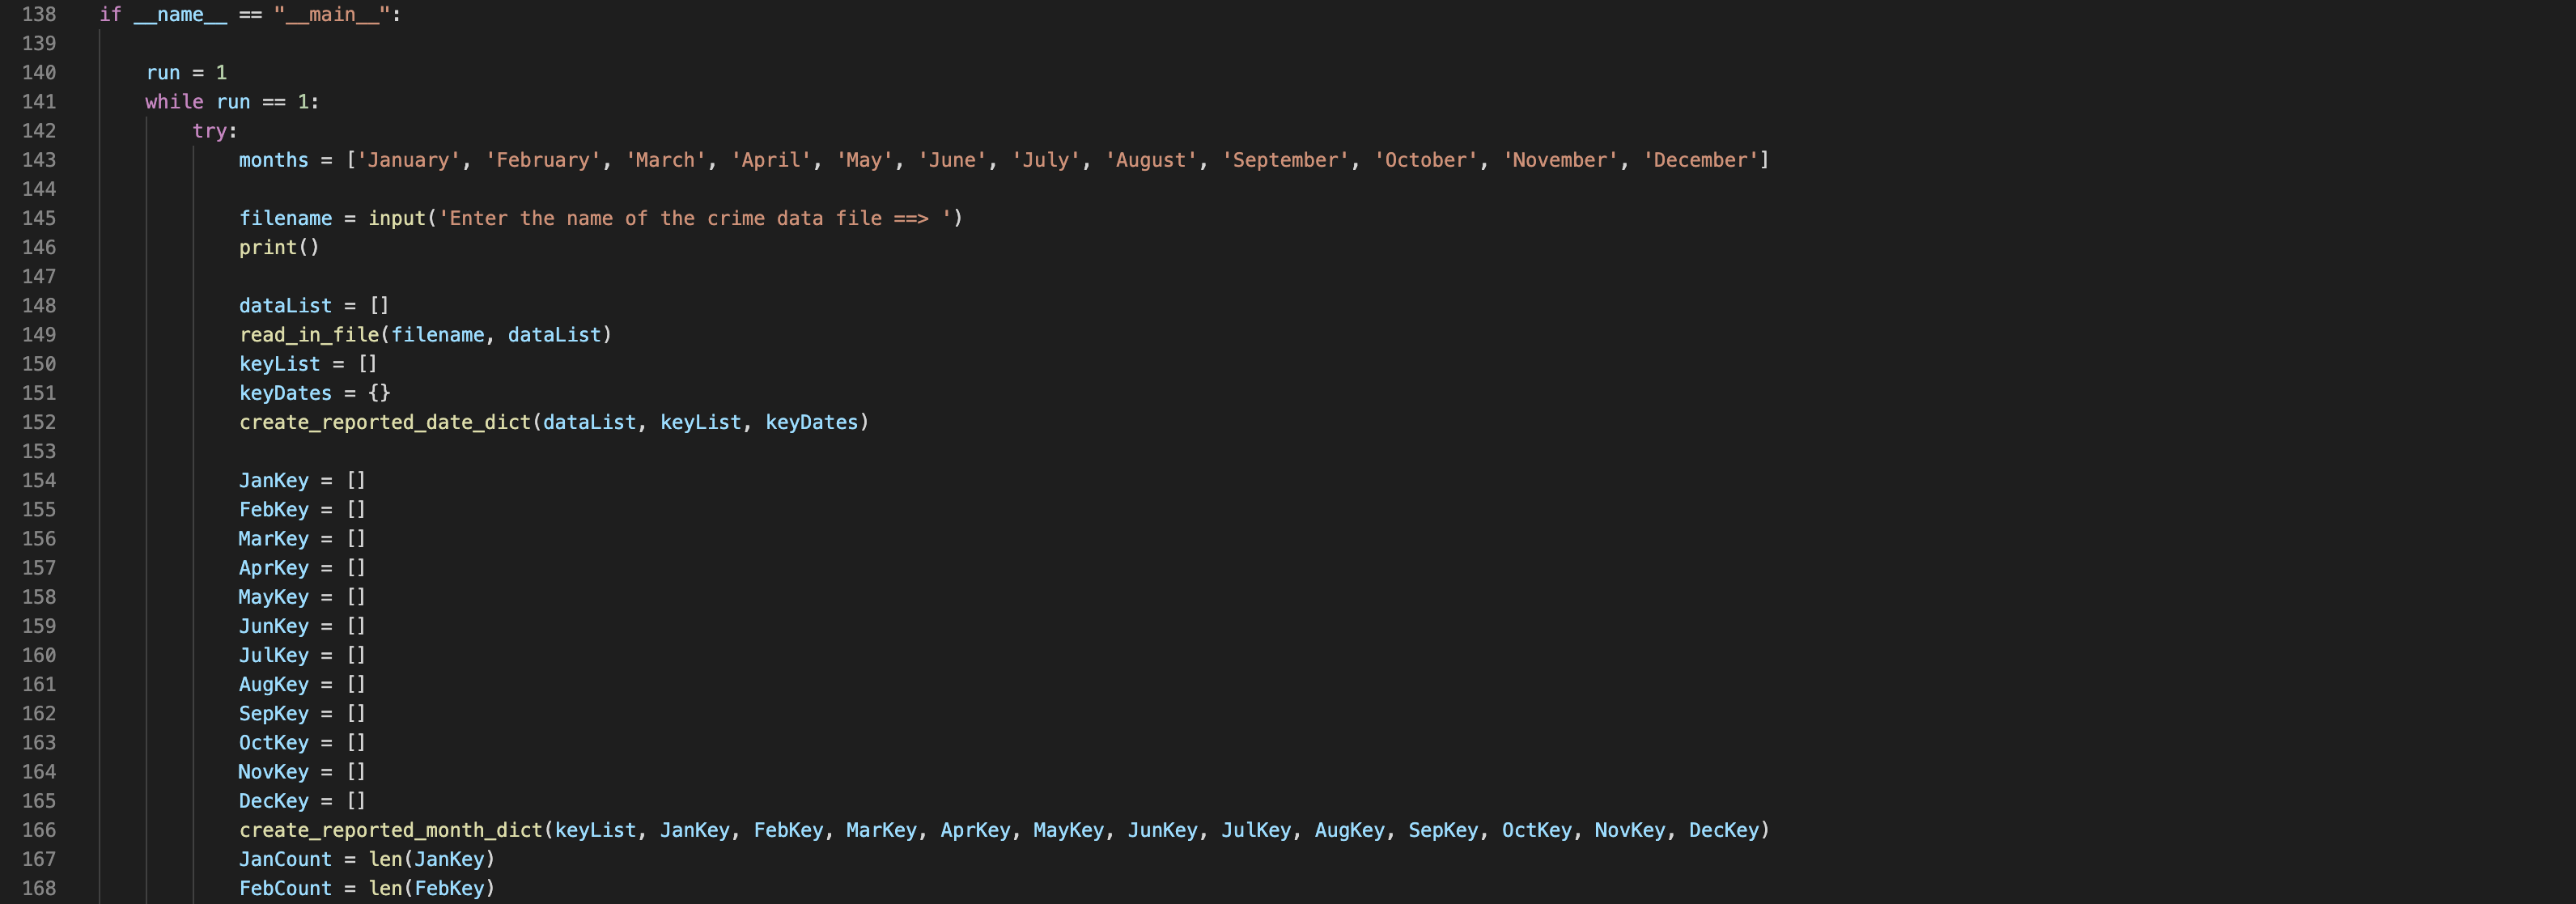 138 if __name__ == "__main__":
139
140 run = 1
141 while run == 1:
142 try:
143 months = ['January', 'February', 'March', 'April', 'May', 'June', 'July', 'August', 'September', 'October', 'November', 'December']
144
145 filename = input('Enter the name of the crime data file ==> ')
146 print()
147
148 dataList = []
149 read_in_file(filename, dataList)
150 keyList = []
151 keyDates = {}
152 create_reported_date_dict(dataList, keyList, keyDates)
153
154 JanKey = []
155 FebKey = []
156 MarKey = []
157 AprKey = []
158 MayKey = []
159 JunKey = []
160 JulKey = []
161 AugKey = []
162 SepKey = []
163 OctKey = []
164 NovKey = []
165 DecKey = []
166 create_reported_month_dict(keyList, JanKey, FebKey, MarKey, AprKey, MayKey, JunKey, JulKey, AugKey, SepKey, OctKey, NovKey, DecKey)
167 JanCount = len(JanKey)
168 FebCount = len(FebKey)